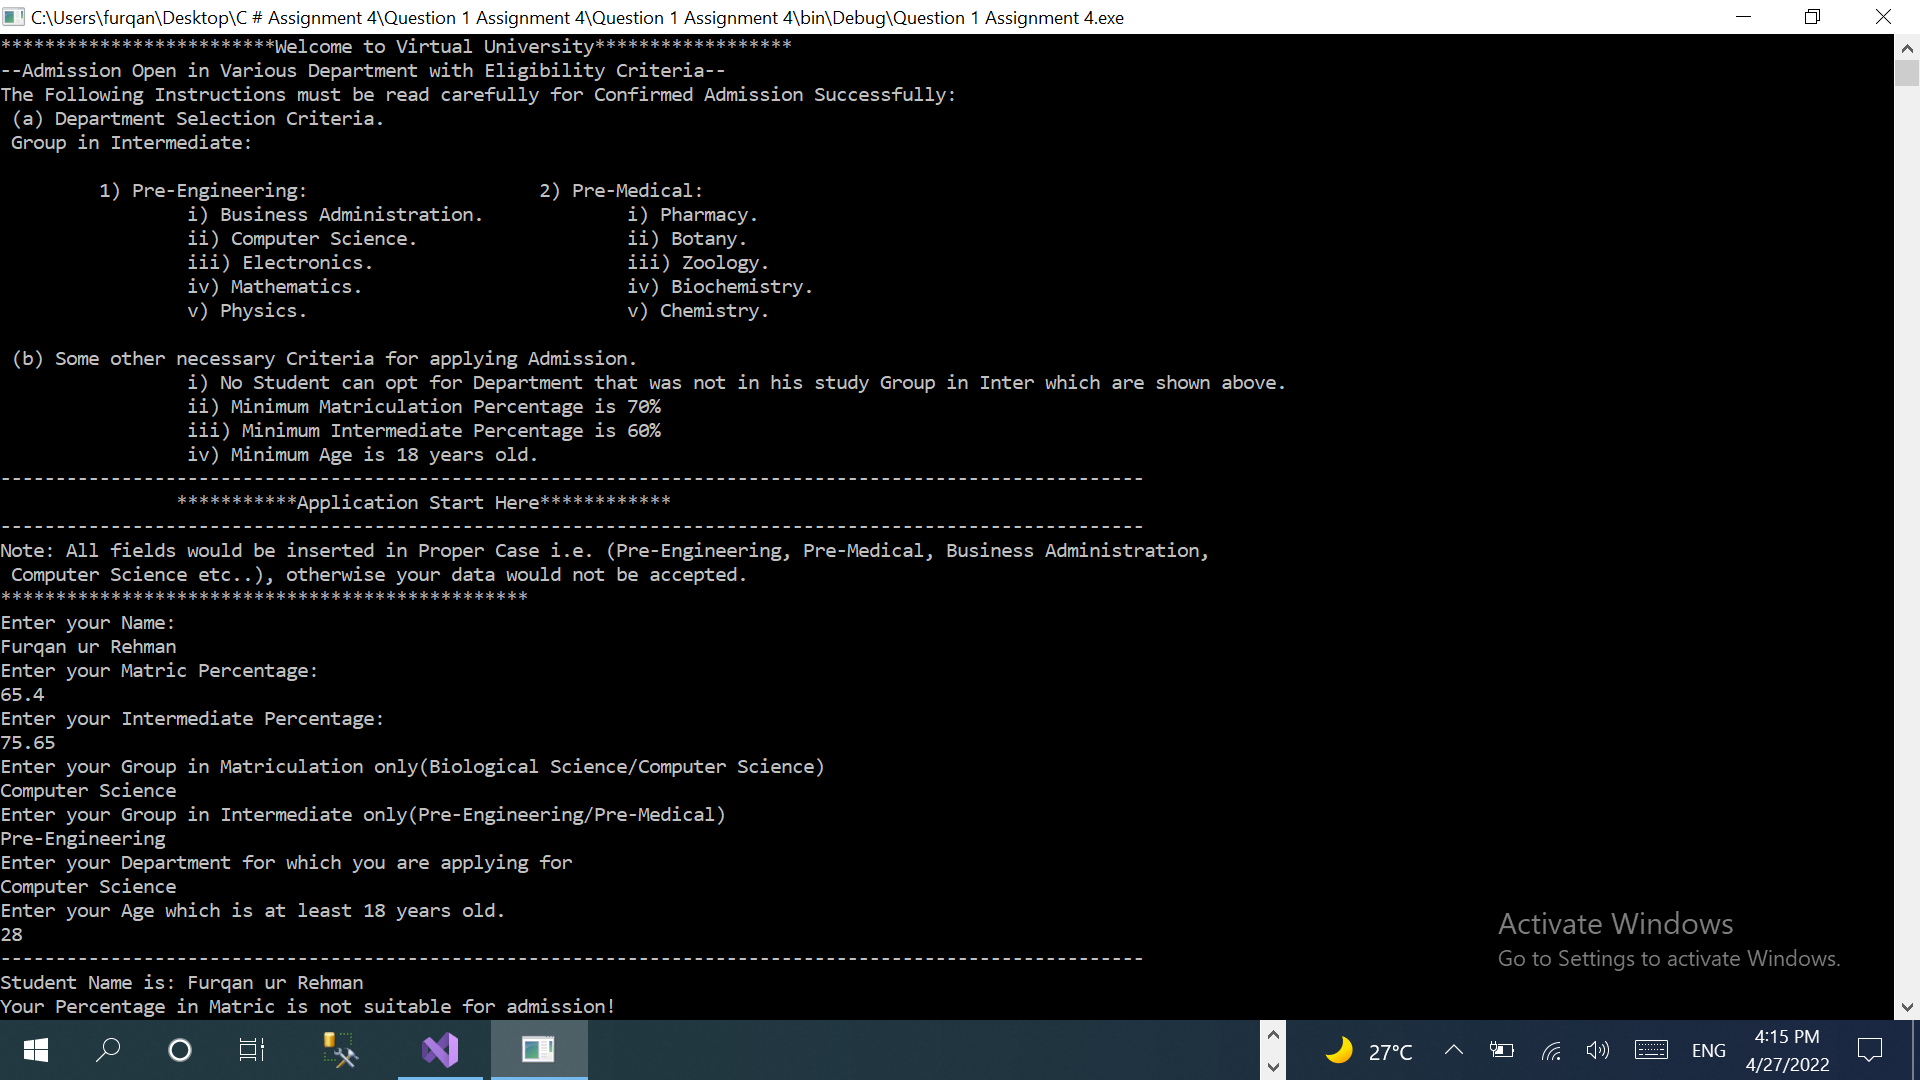 C:\Users\furqan\Desktop\C # Assignment 4\Question 1 Assignment 4\Question 1 Assignment 4\bin\Debug\Question 1 Assignment 4.exe
*************************Welcome to Virtual University******************
--Admission Open in Various Department with Eligibility Criteria--
The Following Instructions must be read carefully for Confirmed Admission Successfully:
(a) Department Selection Criteria.
Group in Intermediate:
1) Pre-Engineering: 2) Pre-Medical:
i) Business Administration. i) Pharmacy.
ii) Computer Science. ii) Botany.
iii) Electronics. iii) Zoology.
iv) Mathematics. iv) Biochemistry.
v) Physics. v) Chemistry.
(b) Some other necessary Criteria for applying Admission.
i) No Student can opt for Department that was not in his study Group in Inter which are shown above.
ii) Minimum Matriculation Percentage is 70%
iii) Minimum Intermediate Percentage is 60%
iv) Minimum Age is 18 years old.
--------------------------------------------------------------------------------------------------------
***********Application Start Here************
--------------------------------------------------------------------------------------------------------
Note: All fields would be inserted in Proper Case i.e. (Pre-Engineering, Pre-Medical, Business Administration,
Computer Science etc..), otherwise your data would not be accepted.
************************************************
Enter your Name:
Furqan ur Rehman
Enter your Matric Percentage:
65.4
Enter your Intermediate Percentage:
75.65
Enter your Group in Matriculation only(Biological Science/Computer Science)
Computer Science
Enter your Group in Intermediate only(Pre-Engineering/Pre-Medical)
Pre-Engineering
Enter your Department for which you are applying for
Computer Science
Enter your Age which is at least 18 years old.
28
--------------------------------------------------------------------------------------------------------
Student Name is: Furqan ur Rehman
Your Percentage in Matric is not suitable for admission!
Activate Windows
Go to Settings to activate Windows.
27°C
ENG
4:15 PM
4/27/2022